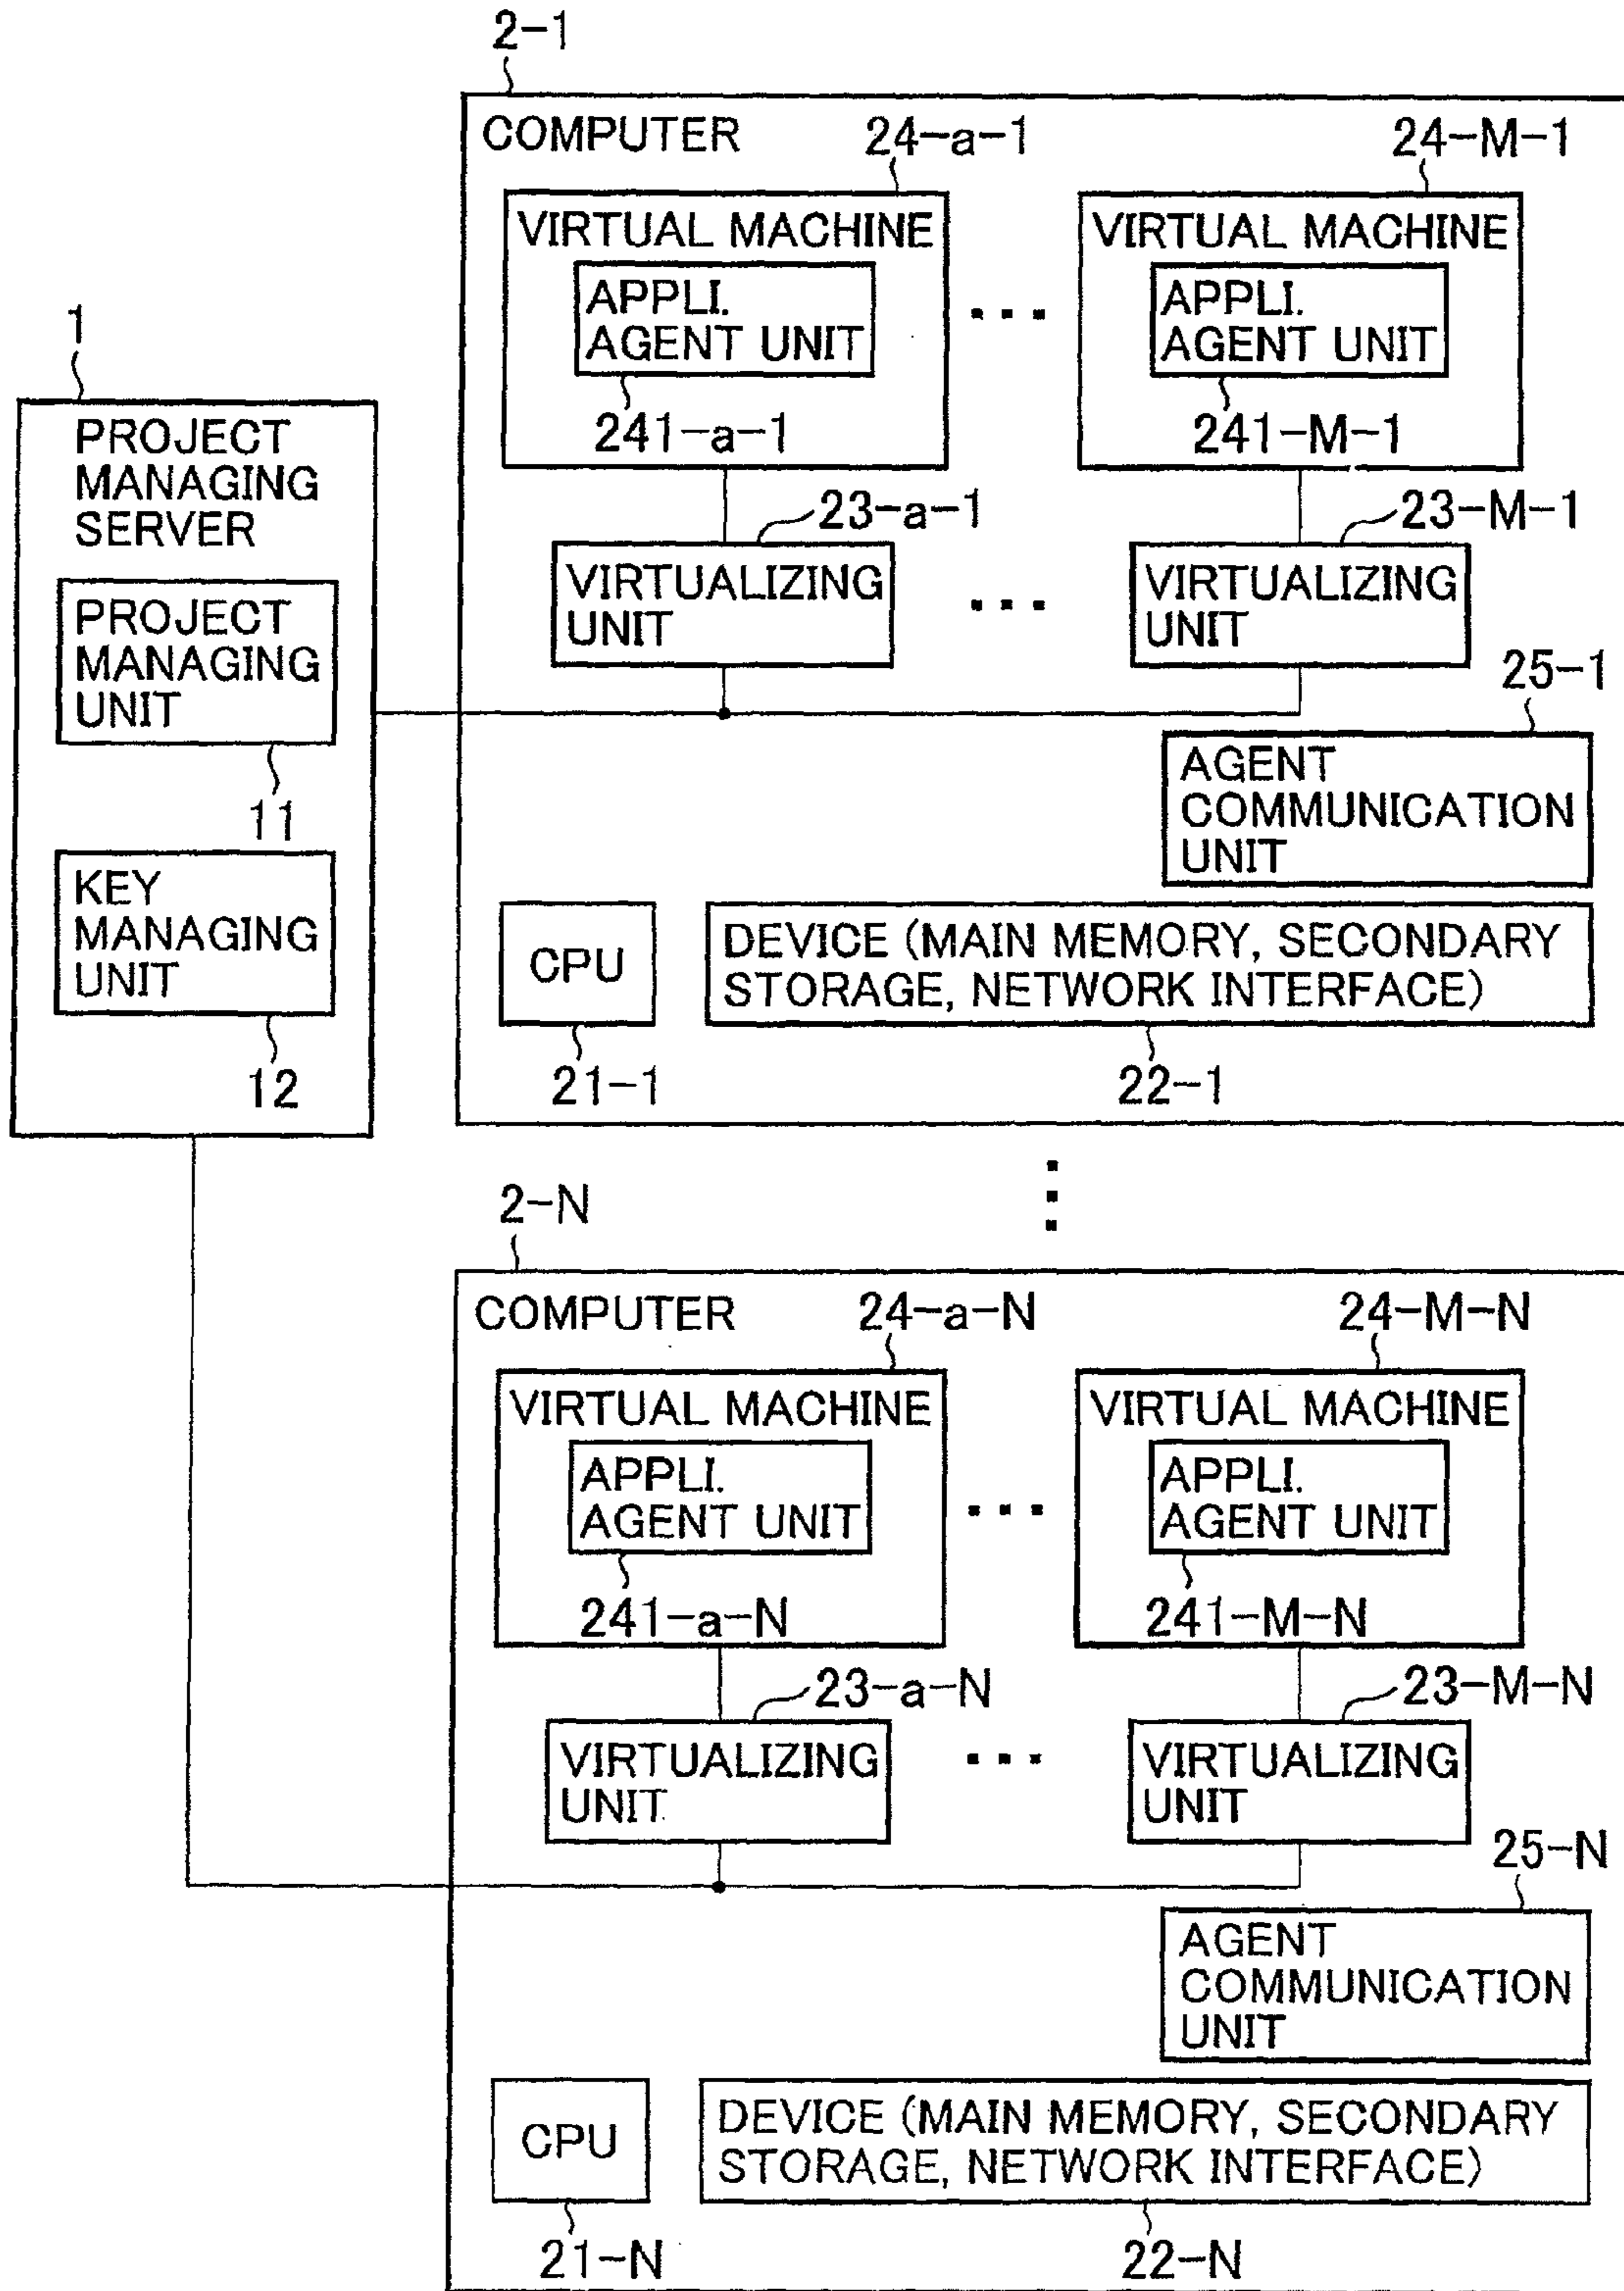 2-1
COMPUTER
24-a-1
24-M-1
VIRTUAL MACHINE
VIRTUAL MACHINE
APPLI.
AGENT UNIT
APPLI.
AGENT UNIT
241-a-1
241-M-1
1
PROJECT
MANAGING
SERVER
23-a-1
23-M-1
VIRTUALIZING
UNIT
VIRTUALIZING
UNIT
PROJECT
MANAGING
UNIT
11
25-1
AGENT
COMMUNICATION
UNIT
KEY
MANAGING
UNIT
12
CPU
DEVICE (MAIN MEMORY, SECONDARY
STORAGE, NETWORK INTERFACE)
21-1
22-1
2-N
COMPUTER
24-a-N
24-M-N
VIRTUAL MACHINE
VIRTUAL MACHINE
APPLI.
AGENT UNIT
APPLI.
AGENT UNIT
241-a-N
241-M-N
23-a-N
23-M-N
VIRTUALIZING
UNIT
VIRTUALIZING
UNIT
25-N
AGENT
COMMUNICATION
UNIT
CPU
DEVICE (MAIN MEMORY, SECONDARY
STORAGE, NETWORK INTERFACE)
21-N
22-N